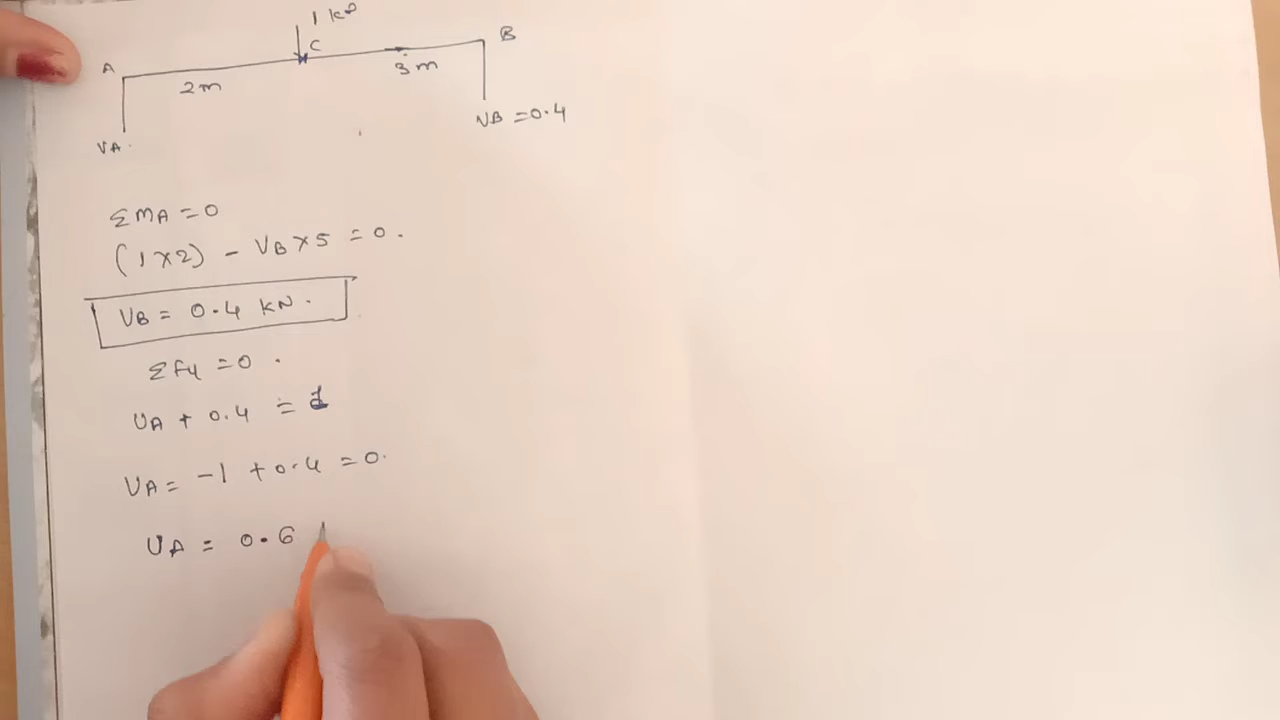 1 kN
A C B
2m 3m
VA. VB = 0.4
ΣMA = 0
(1×2) - VB×5 = 0.
VB = 0.4 kN.
Σfy = 0.
VA + 0.4 = 1
VA = -1 + 0.4 = 0.
VA = 0.6